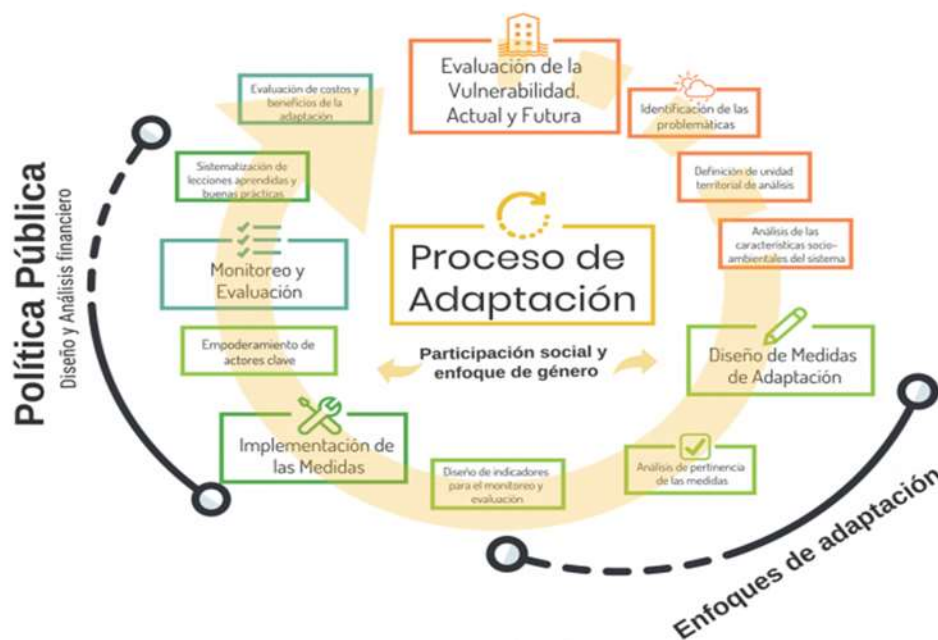 Evaluación de la
Vulnerabilidad.
Actual y Futura
Identificación de las
problemáticas
Definición de unidad
territorial de análisis
Análisis de las
características socio-
ambientales del sistema
Diseño de Medidas
de Adaptación
Análisis de pertinencia
de las medidas
Diseño de indicadores
para el monitoreo y
evaluación
Implementación de
las Medidas
Empoderamiento de
actores clave
Monitoreo y
Evaluación
Sistematización de
lecciones aprendidas y
buenas prácticas.
Evaluación de costos y
beneficios de la
adaptación
Proceso de
Adaptación
Participación social y
enfoque de género
Política Pública
Diseño y Análisis financiero
Enfoques de adaptación